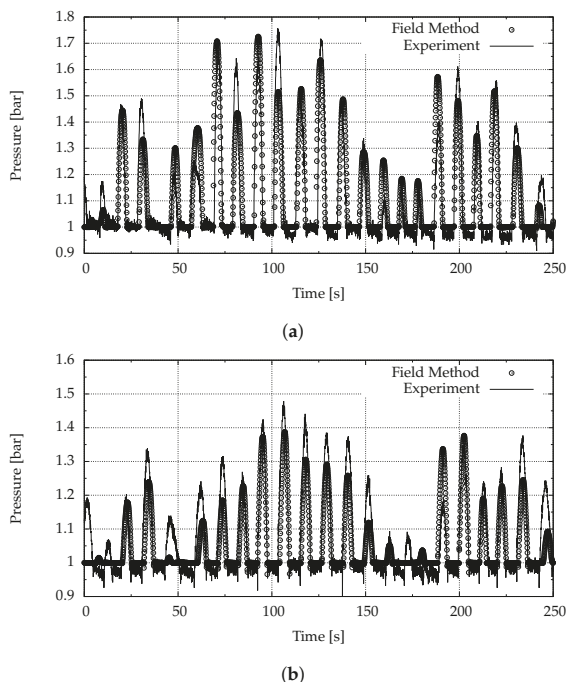 1.8
1.7
1.6
1.5
1.4
1.3
1.2
1.1
1
0.9
Pressure [bar]
Field Method
Experiment
0 50 100 150 200 250
Time [s]
(a)
1.6
1.5
1.4
1.3
1.2
1.1
1
0.9
Pressure [bar]
Field Method
Experiment
0 50 100 150 200 250
Time [s]
(b)